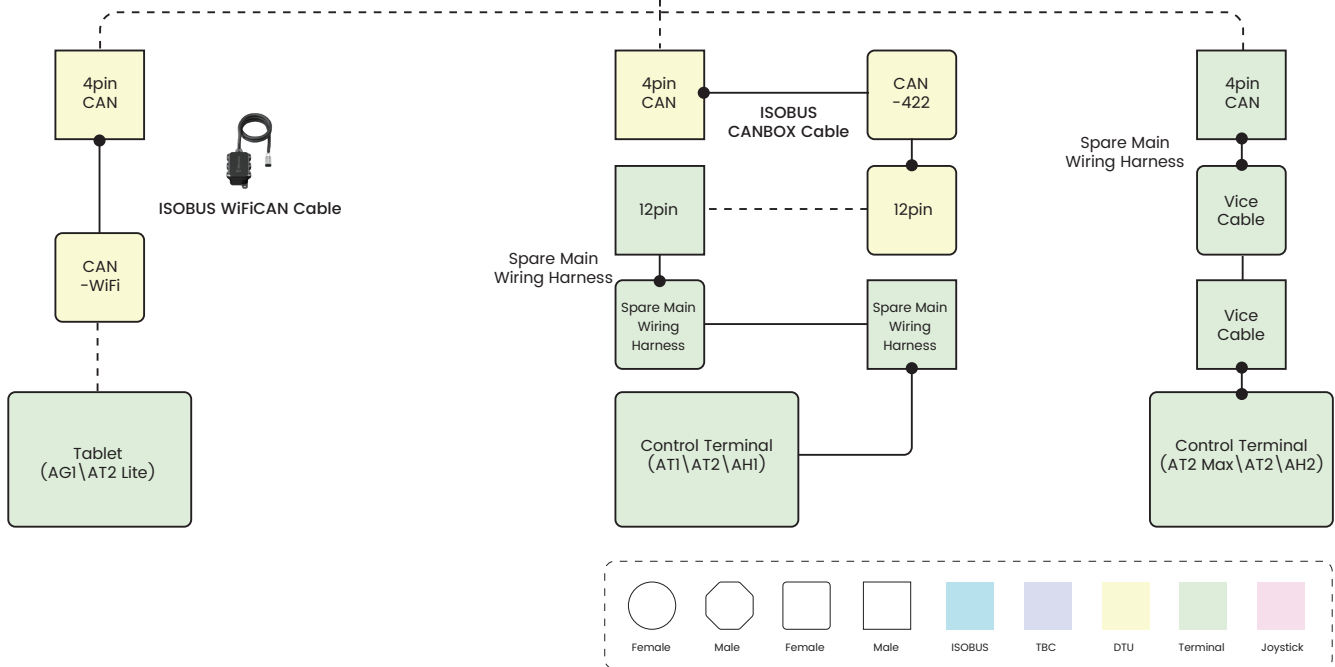 4pin
CAN
ISOBUS WiFiCAN Cable
CAN
-WiFi
Tablet
(AG1\AT2 Lite)
4pin
CAN
ISOBUS
CANBOX Cable
CAN
-422
12pin
12pin
Spare Main
Wiring Harness
Spare Main
Wiring
Harness
Spare Main
Wiring
Harness
Control Terminal
(AT1\AT2\AH1)
4pin
CAN
Spare Main
Wiring Harness
Vice
Cable
Vice
Cable
Control Terminal
(AT2 Max\AT2\AH2)
Female
Male
Female
Male
ISOBUS
TBC
DTU
Terminal
Joystick